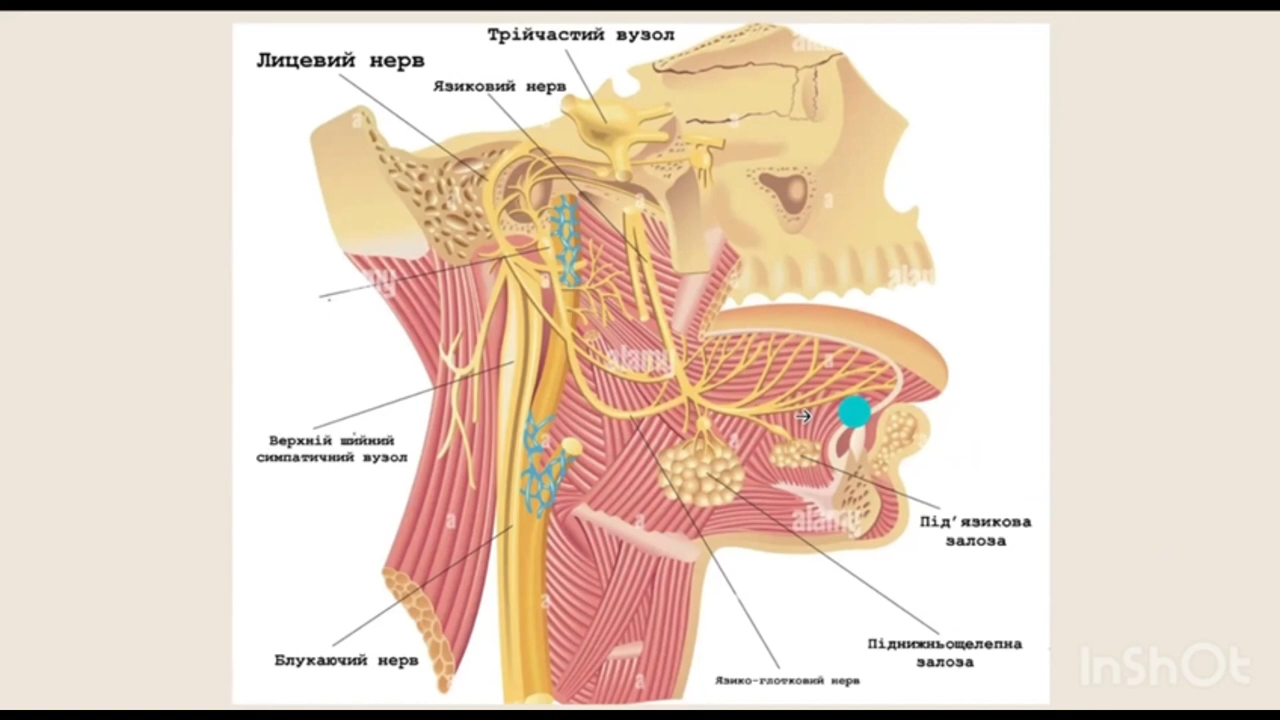 Трійчастий вузол
Лицевий нерв
Язиковий нерв
Верхній шийний
симпатичний вузол
Під’язикова
залоза
Піднижньощелепна
залоза
Блукаючий нерв
Язико-глотковий нерв
alamy
InShOt